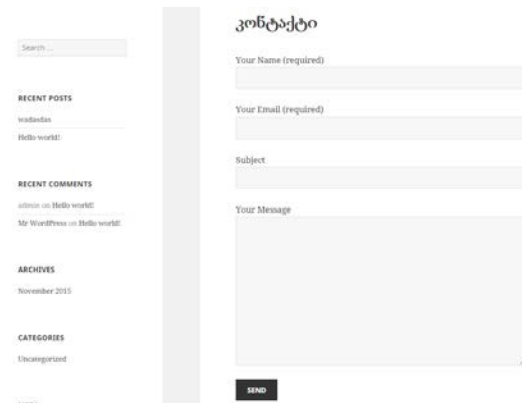 Search ...
RECENT POSTS
wadasdas
Hello world!
RECENT COMMENTS
admin on Hello world!
Mr WordPress on Hello world!
ARCHIVES
November 2015
CATEGORIES
Uncategorized
კონტაქტი
Your Name (required)
Your Email (required)
Subject
Your Message
SEND